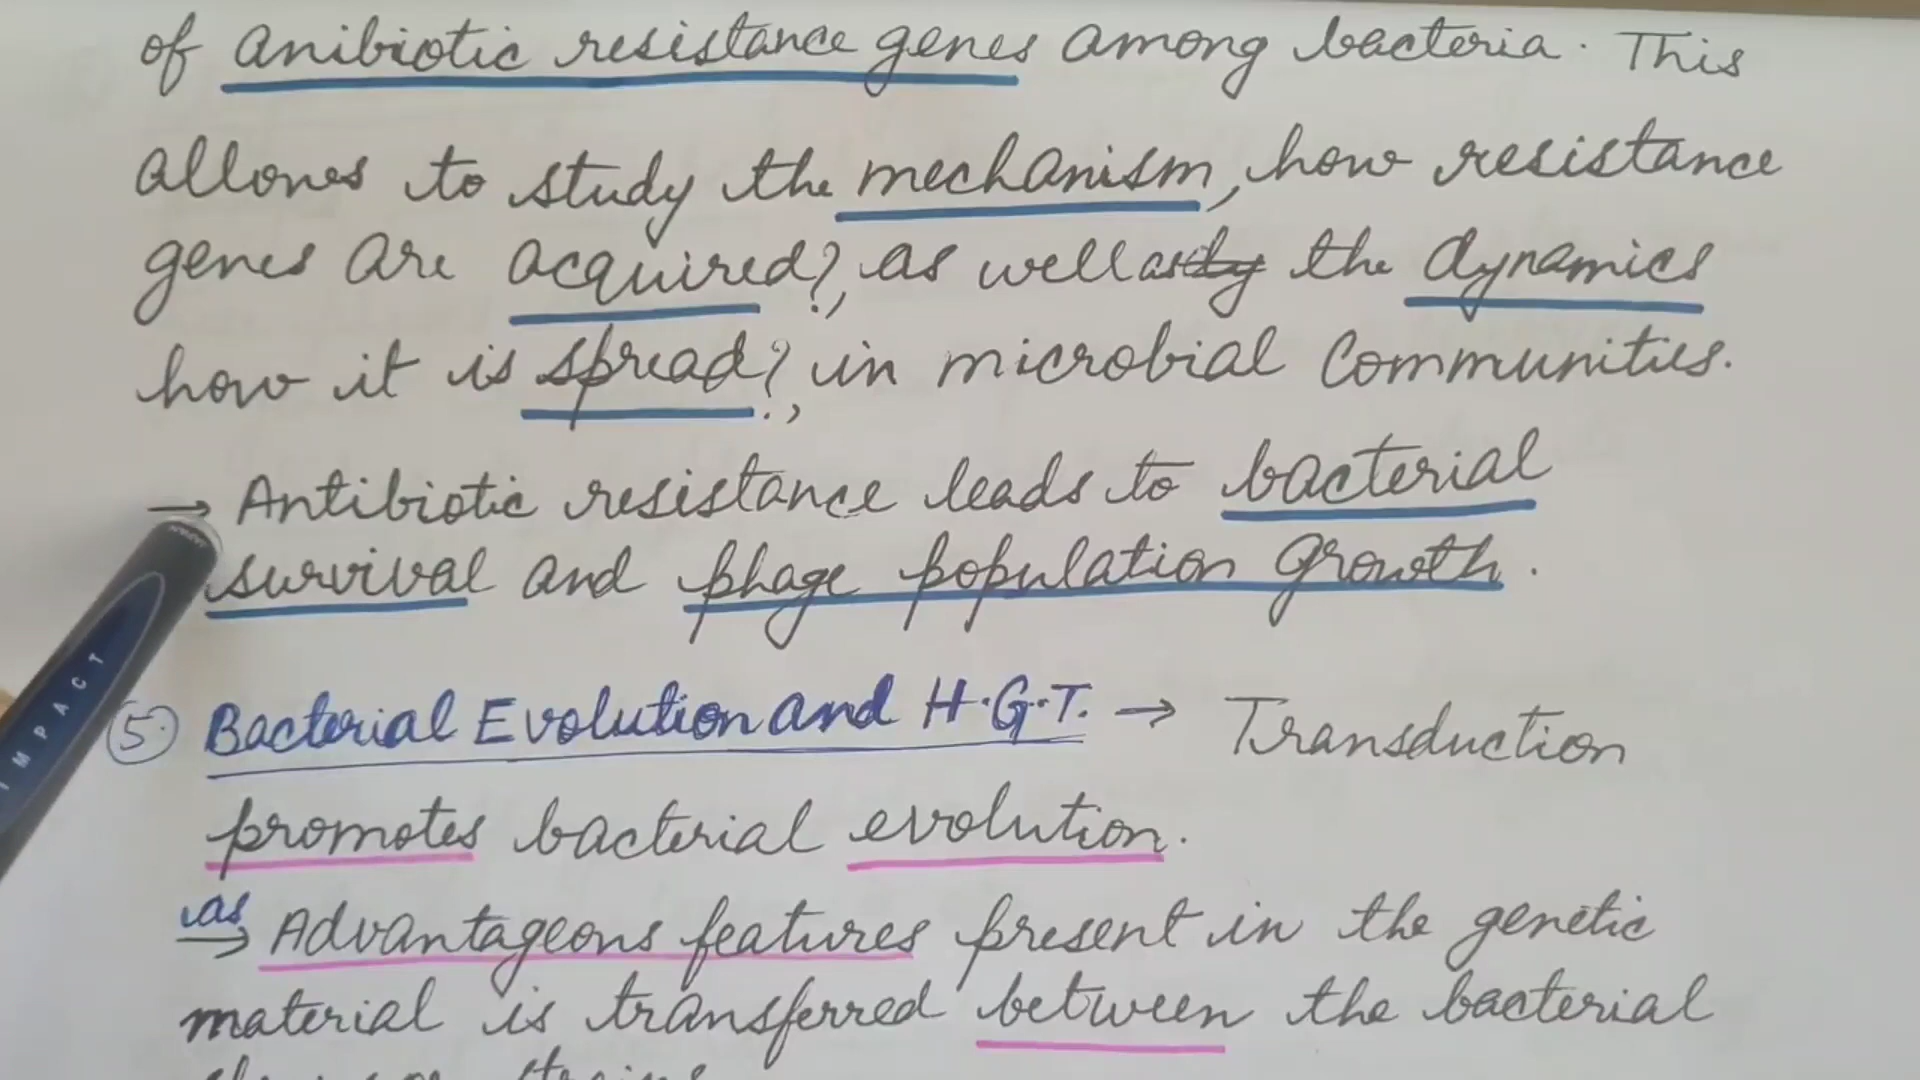 of anibiotic resistance genes among bacteria. This
allones to study the mechanism, how resistance
genes are acquired?, as well as the dynamics
how it is spread?, in microbial communities.
→ Antibiotic resistance leads to bacterial
survival and phage population growth.
⑤ Bacterial Evolution and H.G.T. → Transduction
promotes bacterial evolution.
as
→ Advantageous features present in the genetic
material is transferred between the bacterial
IMPACT